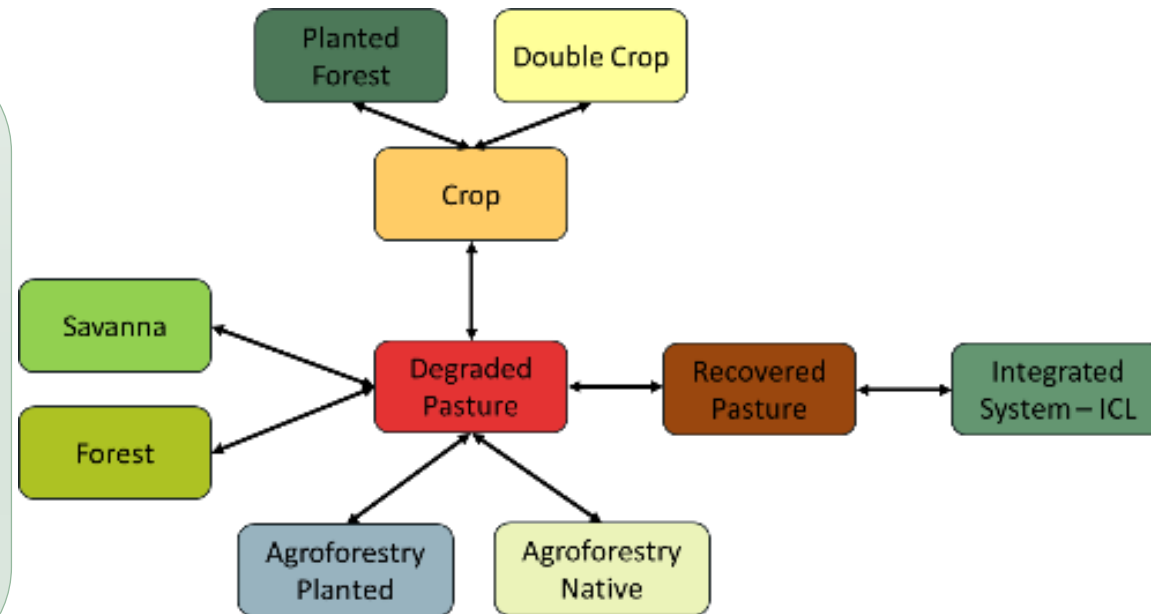 Planted
Forest
Double Crop
Crop
Savanna
Degraded
Pasture
Recovered
Pasture
Integrated
System – ICL
Forest
Agroforestry
Planted
Agroforestry
Native